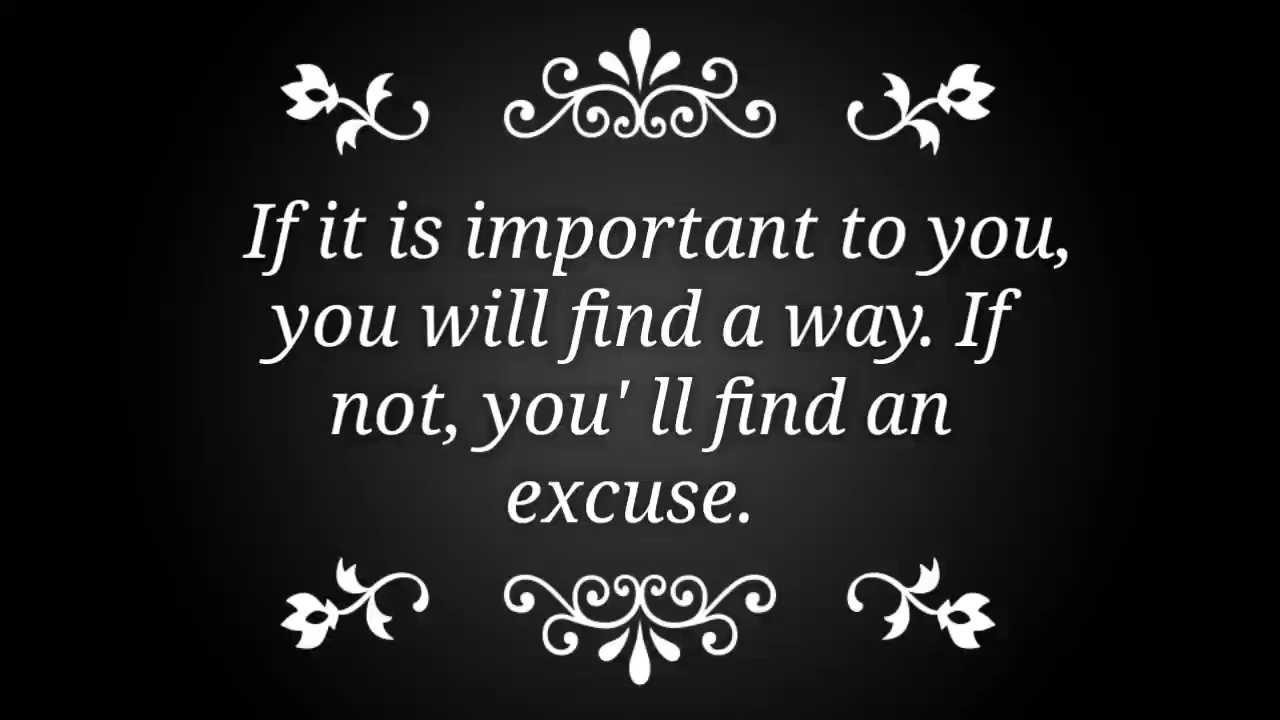 If it is important to you,
you will find a way. If
not, you' ll find an
excuse.